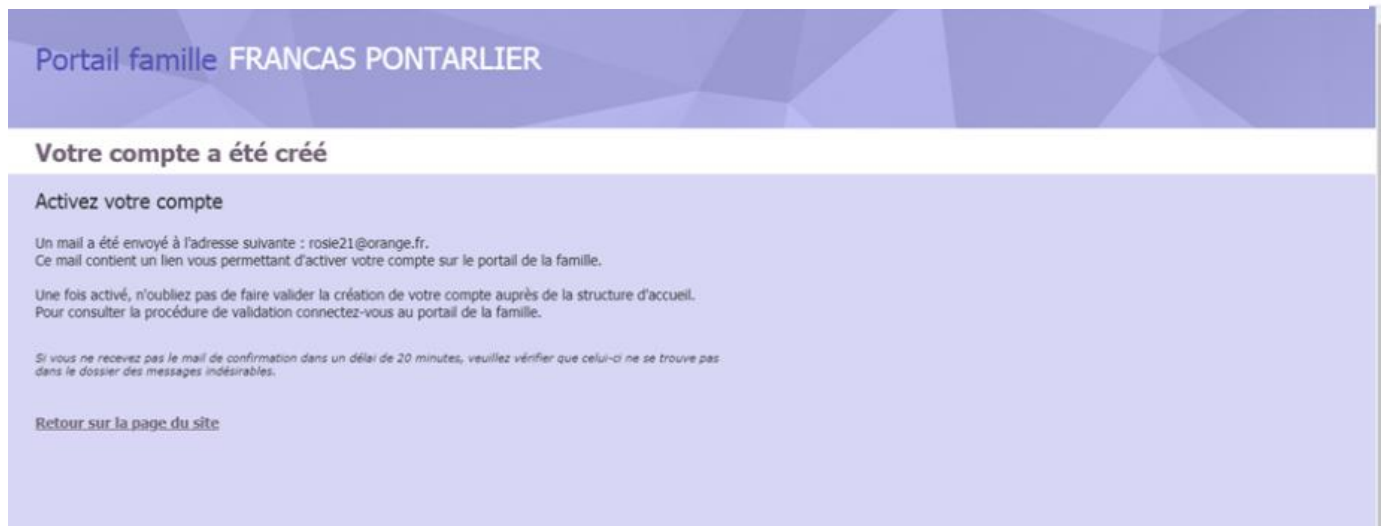 Portail famille FRANCAS PONTARLIER
Votre compte a été créé
Activez votre compte
Un mail a été envoyé à l'adresse suivante : rosie21@orange.fr.
Ce mail contient un lien vous permettant d'activer votre compte sur le portail de la famille.
Une fois activé, n'oubliez pas de faire valider la création de votre compte auprès de la structure d'accueil.
Pour consulter la procédure de validation connectez-vous au portail de la famille.
Si vous ne recevez pas le mail de confirmation dans un délai de 20 minutes, veuillez vérifier que celui-ci ne se trouve pas
dans le dossier des messages indésirables.
Retour sur la page du site